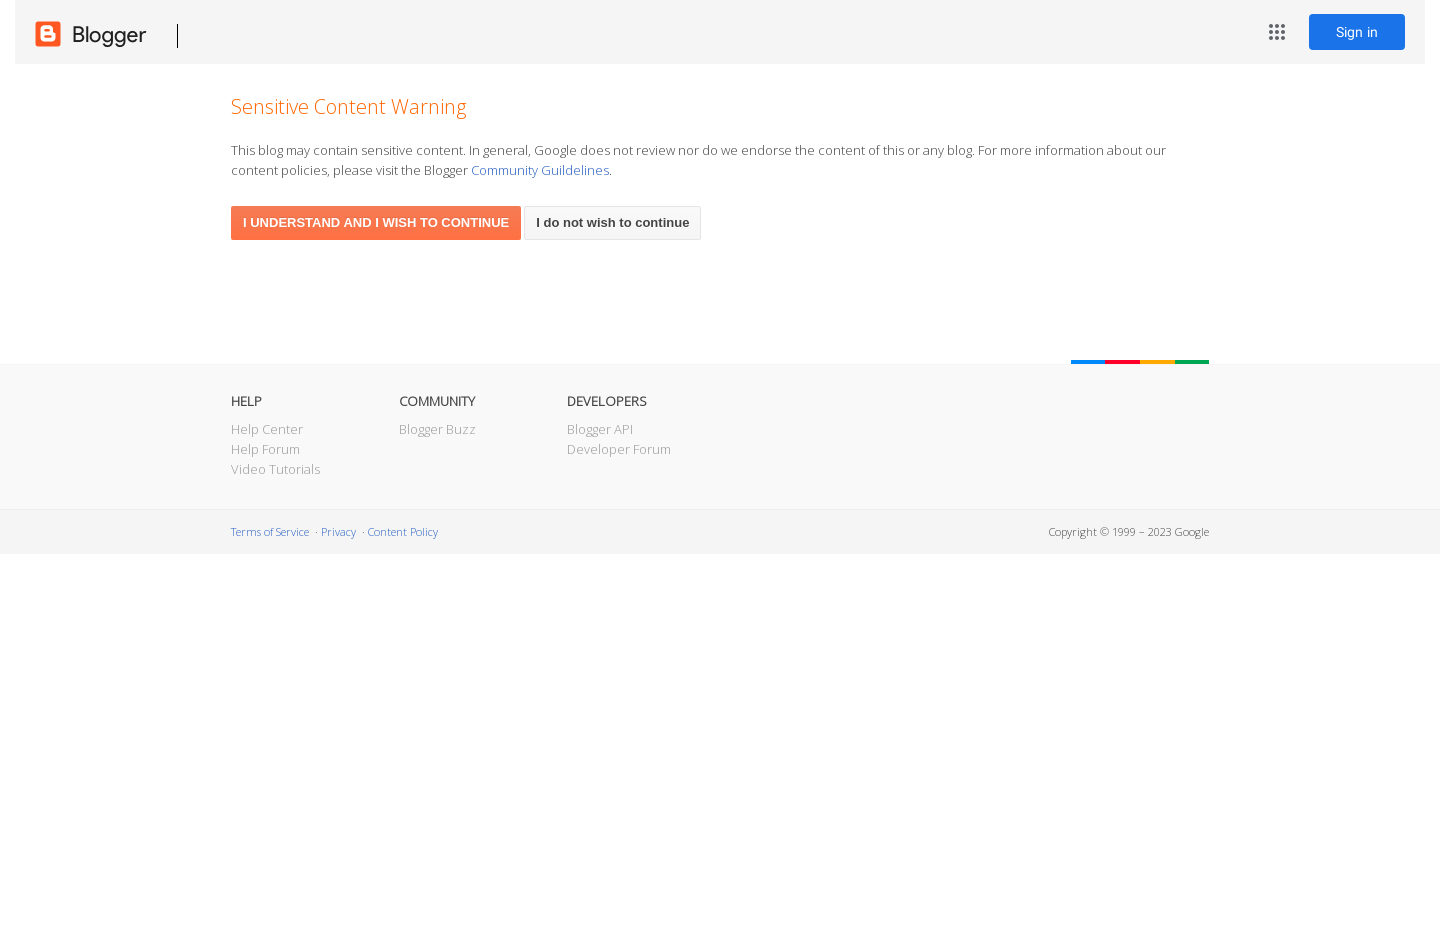 Blogger
Sign in
Sensitive Content Warning
This blog may contain sensitive content. In general, Google does not review nor do we endorse the content of this or any blog. For more information about our
content policies, please visit the Blogger Community Guildelines.
I UNDERSTAND AND I WISH TO CONTINUE
I do not wish to continue
HELP
Help Center
Help Forum
Video Tutorials
COMMUNITY
Blogger Buzz
DEVELOPERS
Blogger API
Developer Forum
Terms of Service · Privacy · Content Policy
Copyright © 1999 – 2023 Google